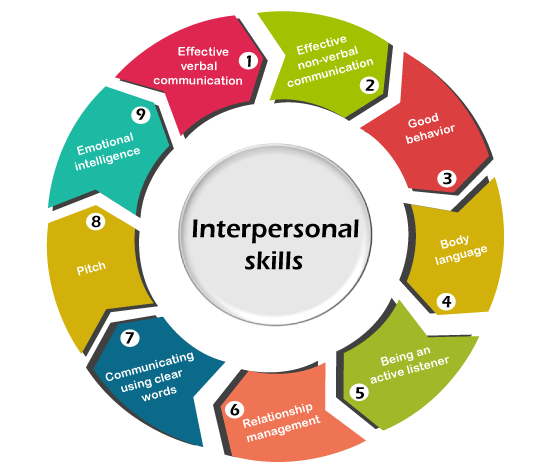 Interpersonal
skills
1
Effective
verbal
communication
2
Effective
non-verbal
communication
3
Good
behavior
4
Body
language
5
Being an
active listener
6
Relationship
management
7
Communicating
using clear
words
8
Pitch
9
Emotional
intelligence